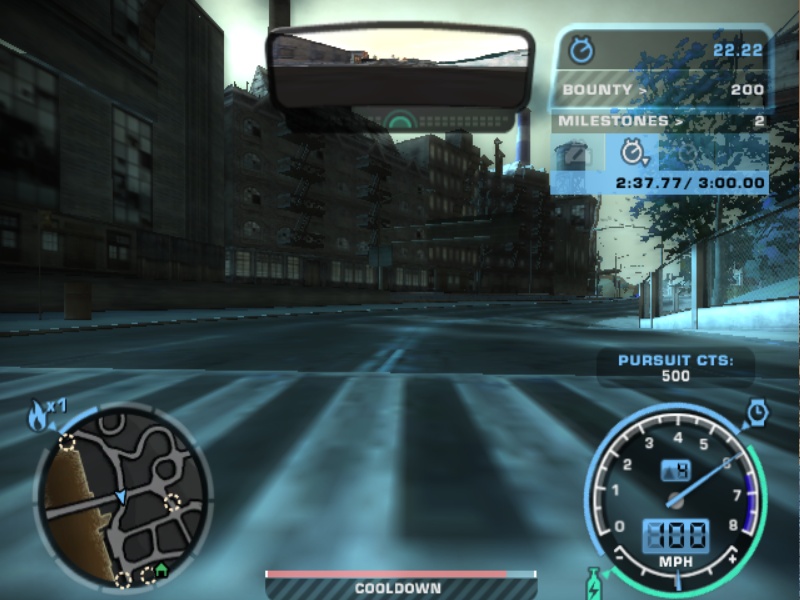 22.22
BOUNTY > 200
MILESTONES > 2
2:37.77/ 3:00.00
PURSUIT CTS:
500
x1
0 1 2 3 4 5 6 7 8
4
100
MPH
- +
COOLDOWN